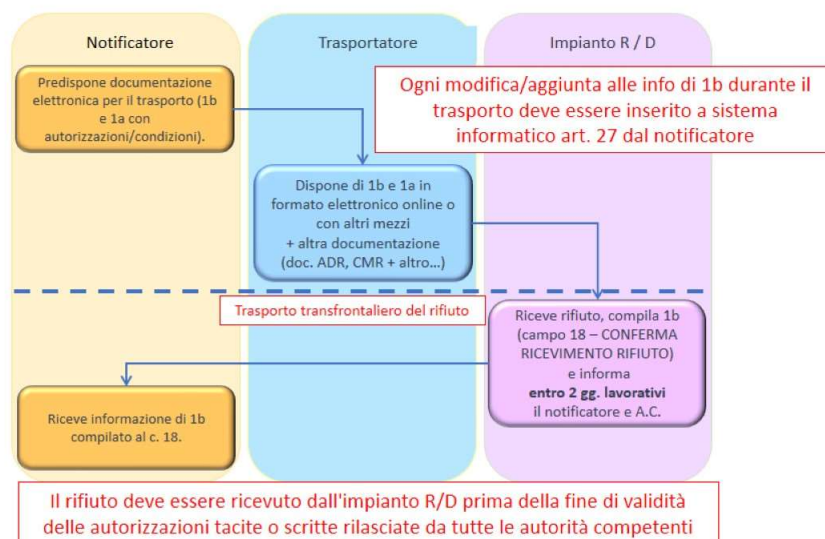 Notificatore
Trasportatore
Impianto R / D
Predispone documentazione
elettronica per il trasporto (1b
e 1a con
autorizzazioni/condizioni).
Ogni modifica/aggiunta alle info di 1b durante il
trasporto deve essere inserito a sistema
informatico art. 27 dal notificatore
Dispone di 1b e 1a in
formato elettronico online o
con altri mezzi
+ altra documentazione
(doc. ADR, CMR + altro...)
Trasporto transfrontaliero del rifiuto
Riceve rifiuto, compila 1b
(campo 18 – CONFERMA
RICEVIMENTO RIFIUTO)
e informa
entro 2 gg. lavorativi
il notificatore e A.C.
Riceve informazione di 1b
compilato al c. 18.
Il rifiuto deve essere ricevuto dall'impianto R/D prima della fine di validità
delle autorizzazioni tacite o scritte rilasciate da tutte le autorità competenti